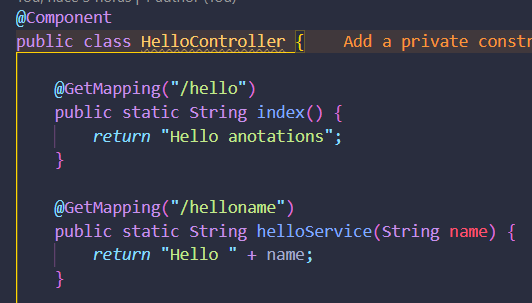 @Component
public class HelloController { Add a private constr
@GetMapping("/hello")
public static String index() {
return "Hello anotations";
}
@GetMapping("/helloname")
public static String helloService(String name) {
return "Hello " + name;
}